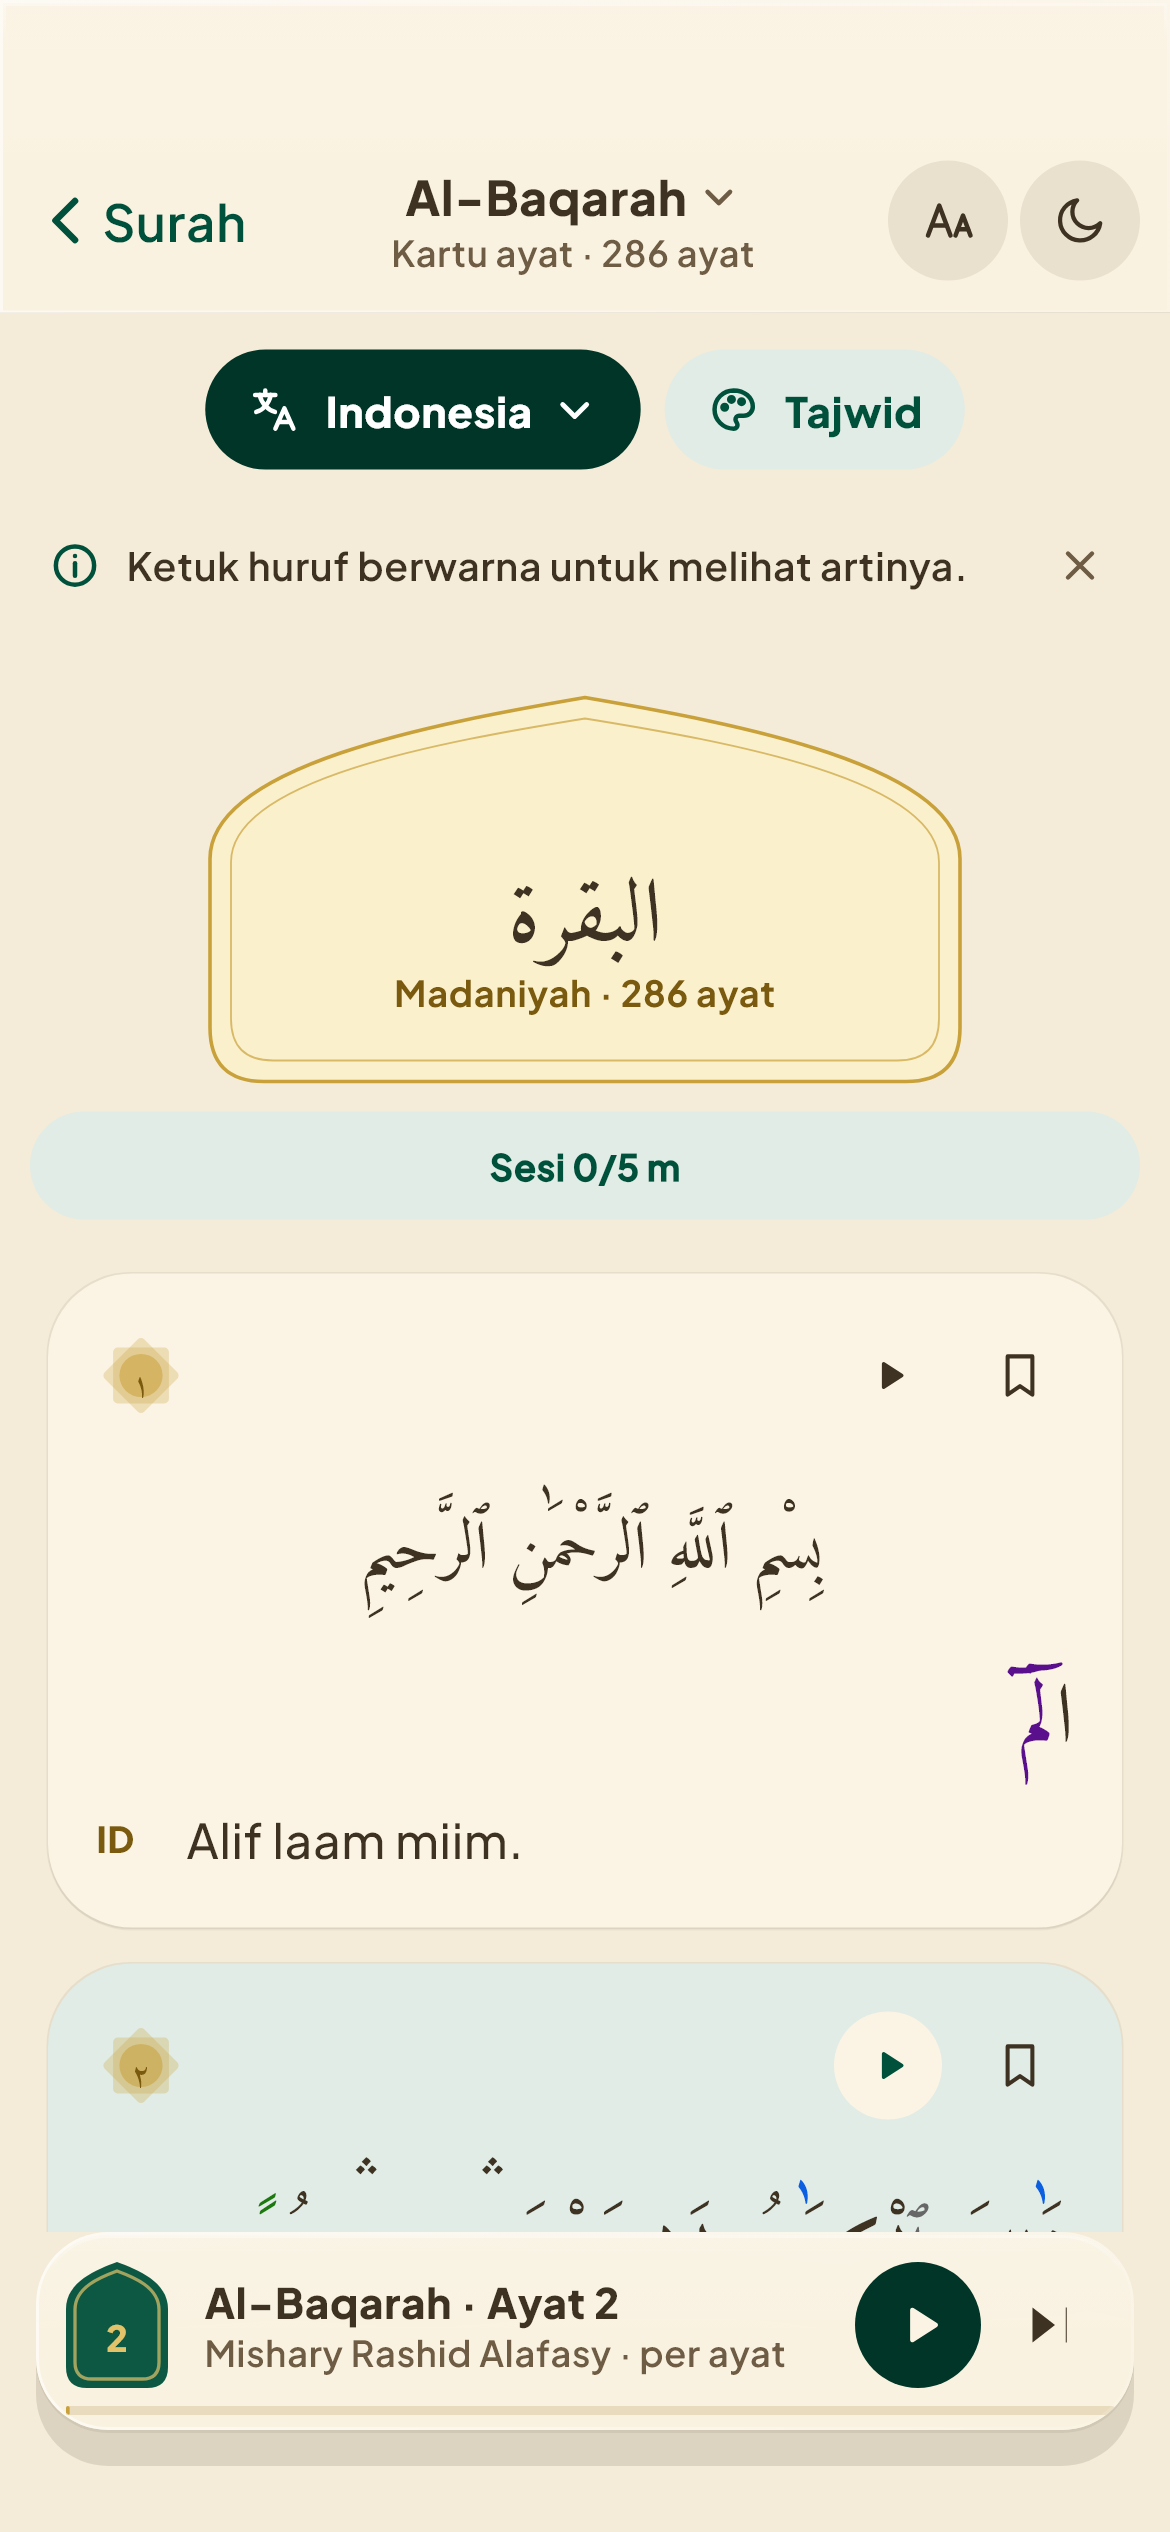 Surah
Al-Baqarah
Kartu ayat · 286 ayat
AA
Indonesia
Tajwid
Ketuk huruf berwarna untuk melihat artinya.
البقرة
Madaniyah · 286 ayat
Sesi 0/5 m
١
بِسْمِ ٱللَّهِ ٱلرَّحْمَٰنِ ٱلرَّحِيمِ
الٓمٓ
ID Alif laam miim.
٢
2
Al-Baqarah · Ayat 2
Mishary Rashid Alafasy · per ayat